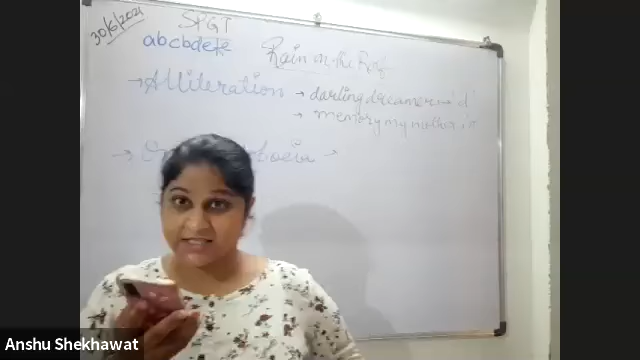 30/6/2021
SPGT
abcbdefe Rain on the Roof
→ Alliteration → darling dreamers → 'd'
→ memory my mother
→ →
Anshu Shekhawat